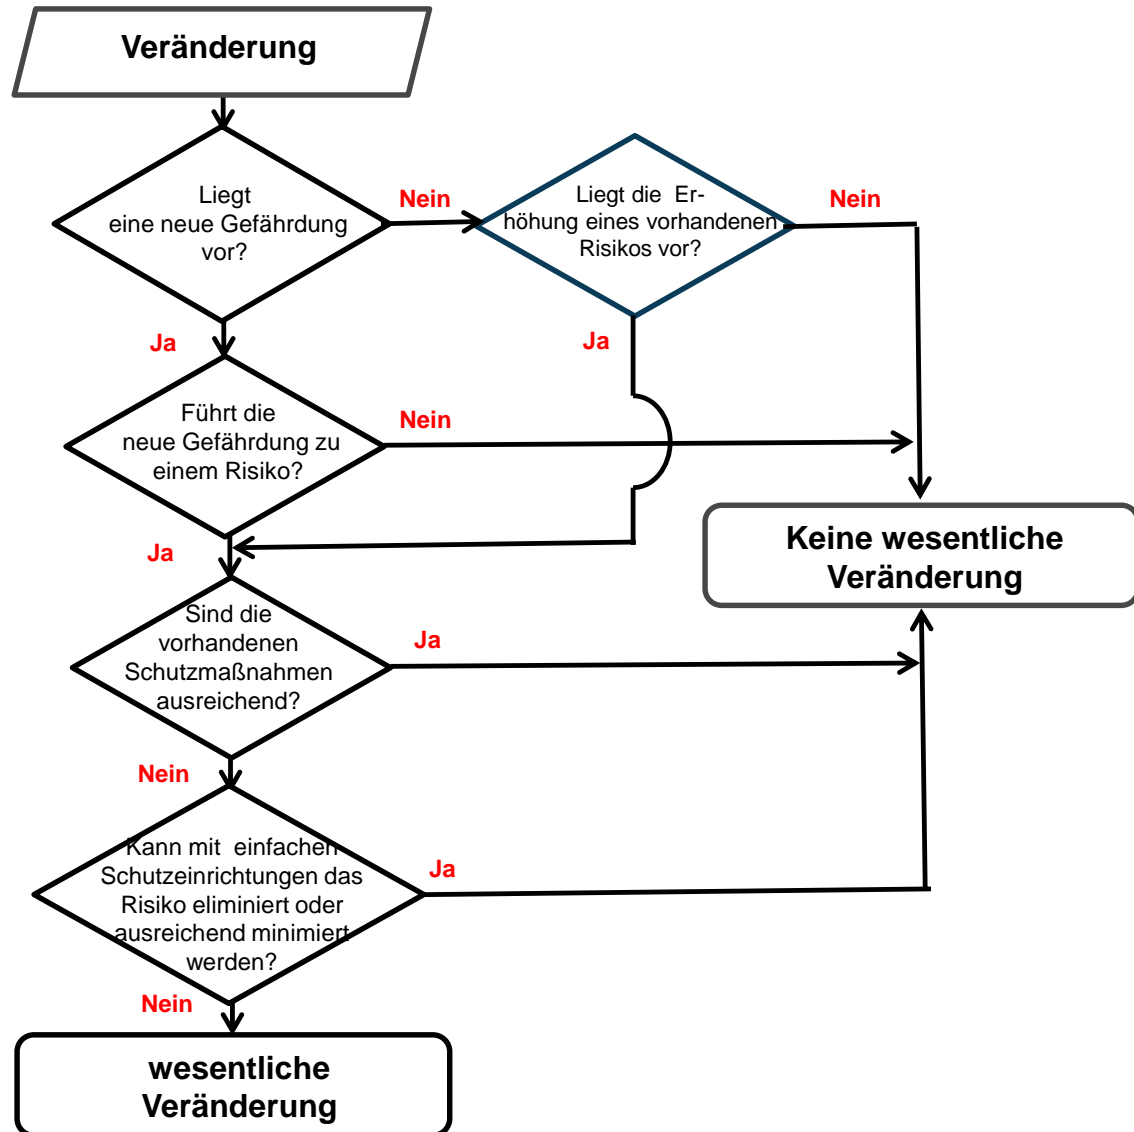 Veränderung
Liegt
eine neue Gefährdung
vor?
Nein
Liegt die  Er-
höhung eines vorhandenen
Risikos vor?
Nein
Ja
Ja
Führt die
neue Gefährdung zu
einem Risiko?
Nein
Keine wesentliche
Veränderung
Ja
Sind die
vorhandenen
Schutzmaßnahmen
ausreichend?
Ja
Nein
Kann mit  einfachen
Schutzeinrichtungen das
Risiko eliminiert oder
ausreichend minimiert
werden?
Ja
Nein
wesentliche
Veränderung